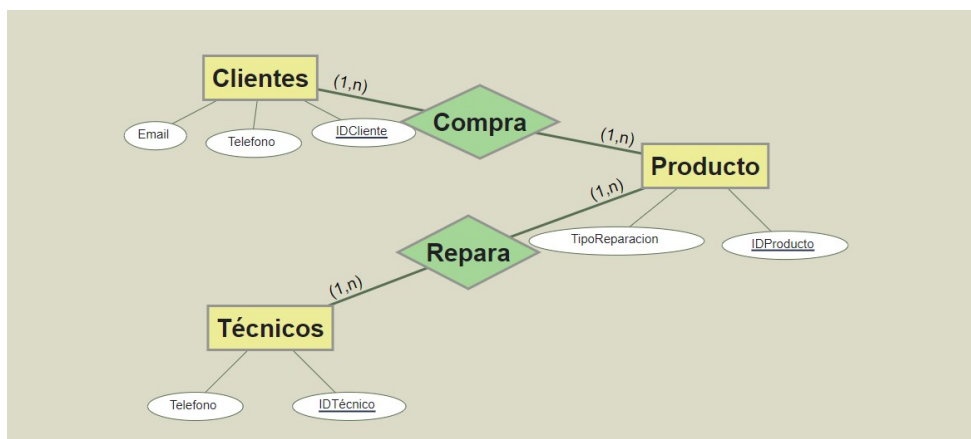 Clientes
(1,n)
Compra
Email
Telefono
IDCliente
(1,n)
Producto
(1,n)
TipoReparacion
IDProducto
Repara
(1,n)
Técnicos
Telefono
IDTécnico